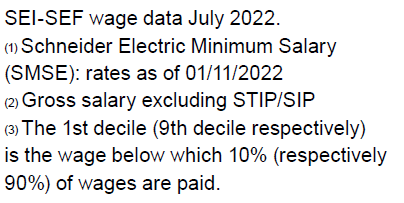 SEI-SEF wage data July 2022.
(1) Schneider Electric Minimum Salary
(SMSE): rates as of 01/11/2022
(2) Gross salary excluding STIP/SIP
(3) The 1st decile (9th decile respectively)
is the wage below which 10% (respectively
90%) of wages are paid.